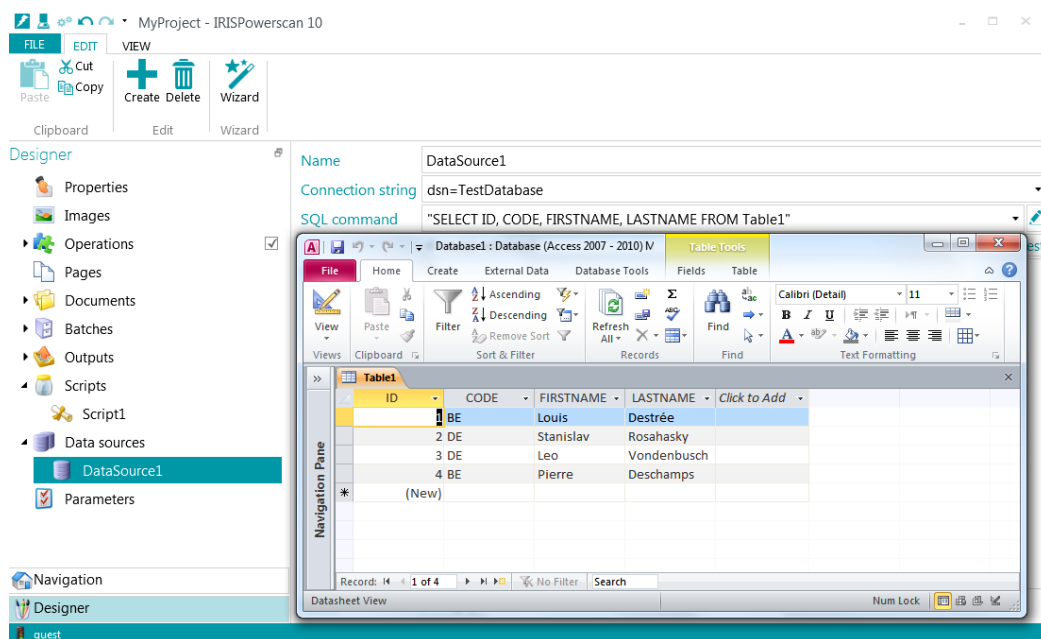 MyProject - IRISPowerscan 10
FILE EDIT VIEW
Paste Cut Copy Create Delete Wizard
Clipboard Edit Wizard
Designer
Properties
Images
Operations
Pages
Documents
Batches
Outputs
Scripts
Script1
Data sources
DataSource1
Parameters
Navigation
Designer
guest
Name DataSource1
Connection string dsn=TestDatabase
SQL command "SELECT ID, CODE, FIRSTNAME, LASTNAME FROM Table1"
A Database1 : Database (Access 2007 - 2010) M Table Tools
File Home Create External Data Database Tools Fields Table
View Paste Filter Ascending Descending Remove Sort Refresh All Σ ABC Find ab ac Calibri (Detail) 11
B I U A ab
Views Clipboard Sort & Filter Records Find Text Formatting
Table1
ID CODE FIRSTNAME LASTNAME Click to Add
1 BE Louis Destrée
2 DE Stanislav Rosahasky
3 DE Leo Vondenbusch
4 BE Pierre Deschamps
(New)
Navigation Pane
Record: 1 of 4 No Filter Search
Datasheet View Num Lock